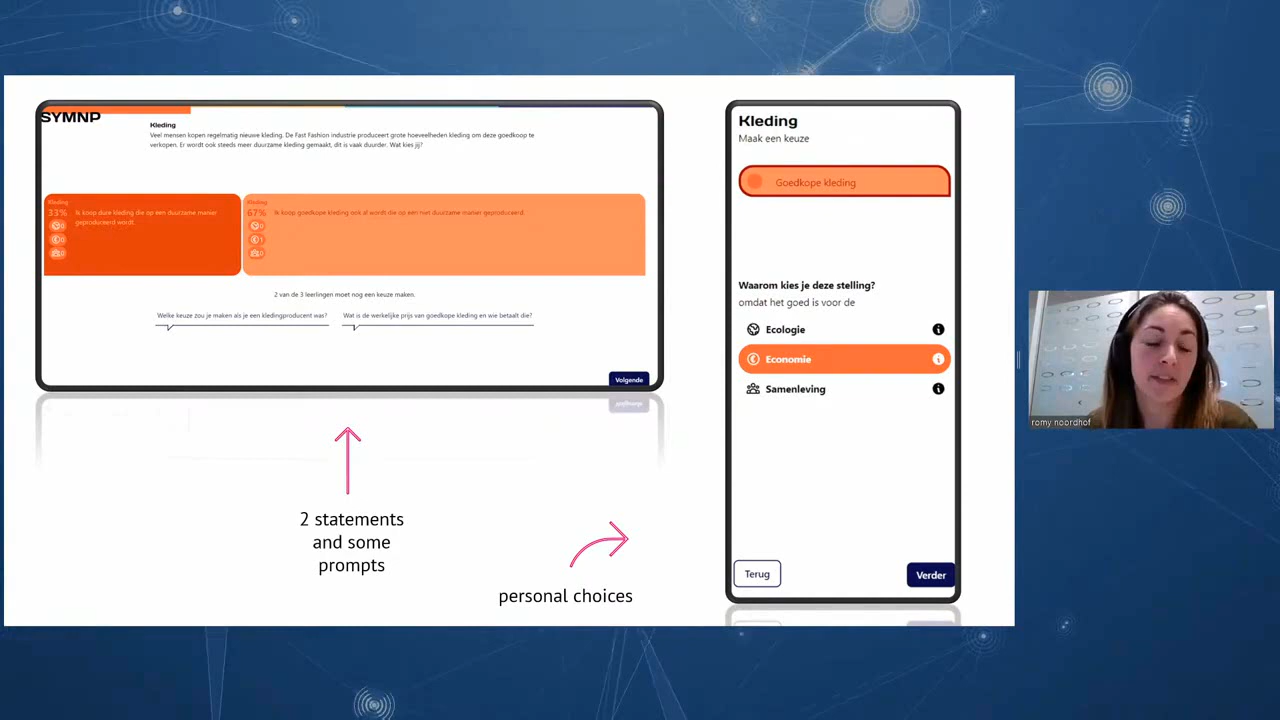 SYMNP
Kleding
Veel mensen kopen regelmatig nieuwe kleding. De Fast Fashion industrie produceert grote hoeveelheden kleding om deze goedkoop te
verkopen. Er wordt ook steeds meer duurzame kleding gemaakt, dit is vaak duurder. Wat kies jij?
Kleding
33%
Ik koop dure kleding die op een duurzame manier
geproduceerd wordt.
0
0
0
Kleding
67%
Ik koop goedkope kleding ook al wordt die op een niet duurzame manier geproduceerd.
0
1
0
2 van de 3 leerlingen moet nog een keuze maken.
Welke keuze zou je maken als je een kledingproducent was?
Wat is de werkelijke prijs van goedkope kleding en wie betaalt die?
Volgende
2 statements
and some
prompts
personal choices
Kleding
Maak een keuze
Goedkope kleding
Waarom kies je deze stelling?
omdat het goed is voor de
Ecologie
Economie
Samenleving
Terug
Verder
romy noordhof